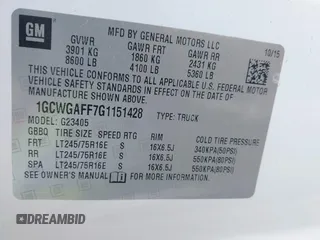 GM
MFD BY GENERAL MOTORS LLC
10/15
GVWR GAWR FRT GAWR RR
3901 KG 1860 KG 2431 KG
8600 LB 4100 LB 5360 LB
THIS VEHICLE CONFORMS TO ALL APPLICABLE U.S. FEDERAL MOTOR VEHICLE SAFETY STANDARDS IN EFFECT ON THE DATE OF MANUFACTURE SHOWN ABOVE.
1GCWGAFF7G1151428 TYPE: TRUCK
MODEL: G23405
GBBQ TIRE SIZE SPEED RTG RIM COLD TIRE PRESSURE
FRT LT245/75R16E S 16X6.5J 340KPA(50PSI)
RR LT245/75R16E S 16X6.5J 550KPA(80PSI)
SPA LT245/75R16E S 16X6.5J 550KPA(80PSI)
SEE OWNER'S MANUAL FOR MORE INFORMATION.
DREAMBID